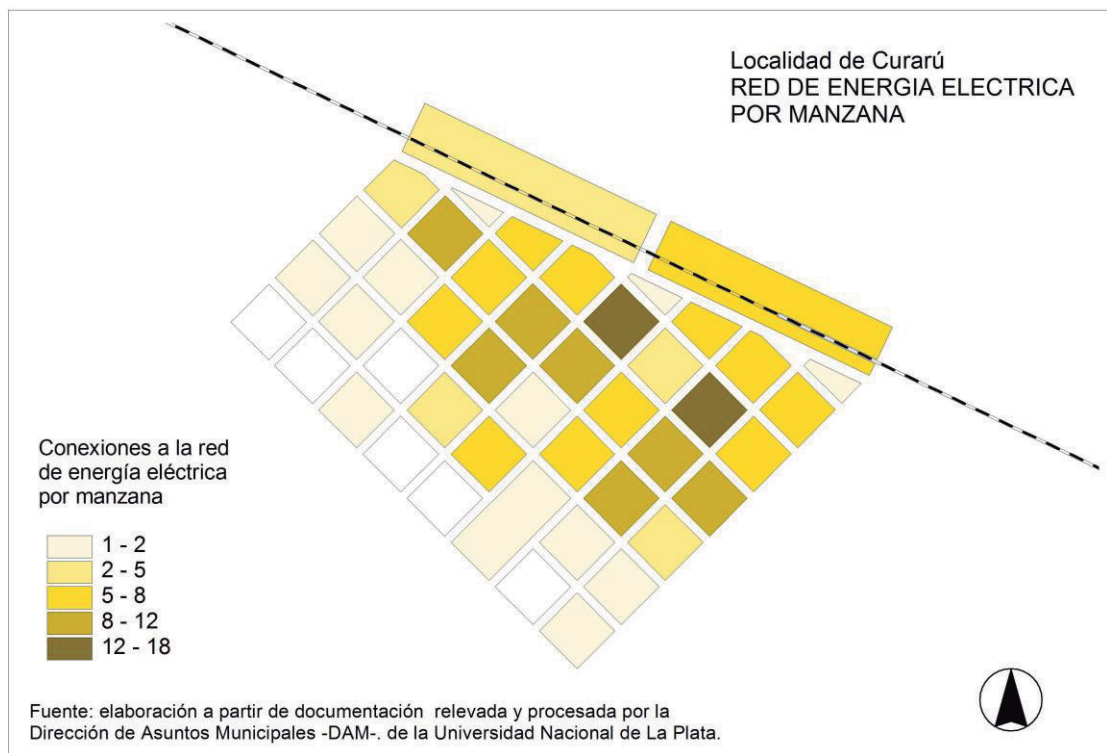 Localidad de Curarú
RED DE ENERGIA ELECTRICA
POR MANZANA
Conexiones a la red
de energía eléctrica
por manzana
1 - 2
2 - 5
5 - 8
8 - 12
12 - 18
Fuente: elaboración a partir de documentación relevada y procesada por la
Dirección de Asuntos Municipales -DAM-. de la Universidad Nacional de La Plata.